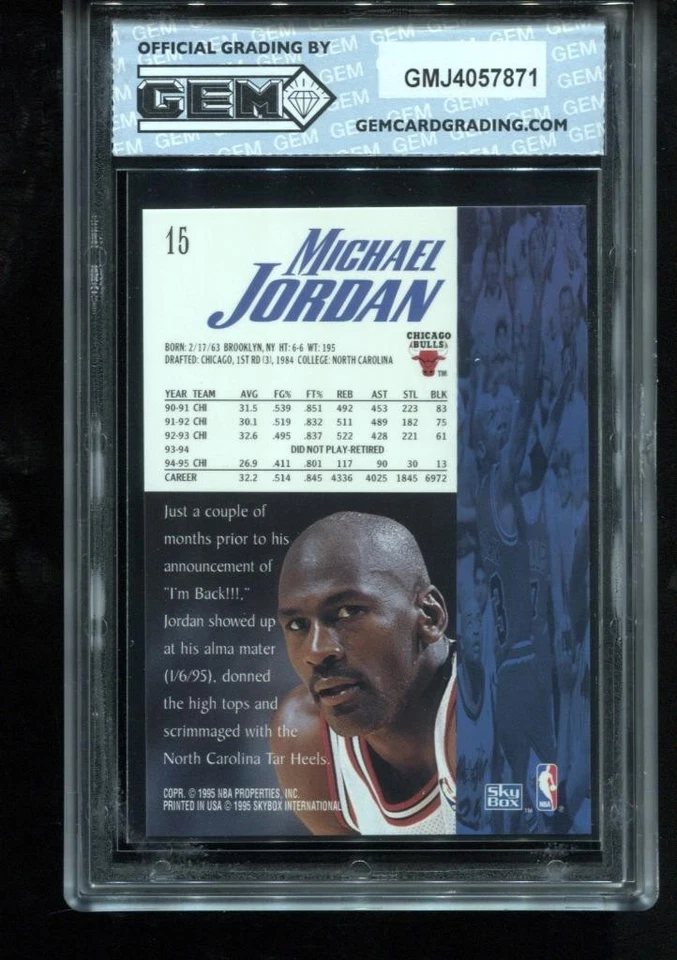 OFFICIAL GRADING BY
GEM
GMJ4057871
GEMCARDGRADING.COM
15
MICHAEL
JORDAN
CHICAGO
BULLS
TM
BORN: 2/17/63 BROOKLYN, NY HT: 6-6 WT: 195
DRAFTED: CHICAGO, 1ST RD (3), 1984 COLLEGE: NORTH CAROLINA
YEAR TEAM AVG FG% FT% REB AST STL BLK
90-91 CHI 31.5 .539 .851 492 453 223 83
91-92 CHI 30.1 .519 .832 511 489 182 75
92-93 CHI 32.6 .495 .837 522 428 221 61
93-94 DID NOT PLAY-RETIRED
94-95 CHI 26.9 .411 .801 117 90 30 13
CAREER 32.2 .514 .845 4336 4025 1845 6972
Just a couple of
months prior to his
announcement of
"I'm Back!!!,"
Jordan showed up
at his alma mater
(1/6/95), donned
the high tops and
scrimmaged with the
North Carolina Tar Heels.
COPR. © 1995 NBA PROPERTIES, INC.
PRINTED IN USA © 1995 SKYBOX INTERNATIONAL
SkyBox TM
NBA ®